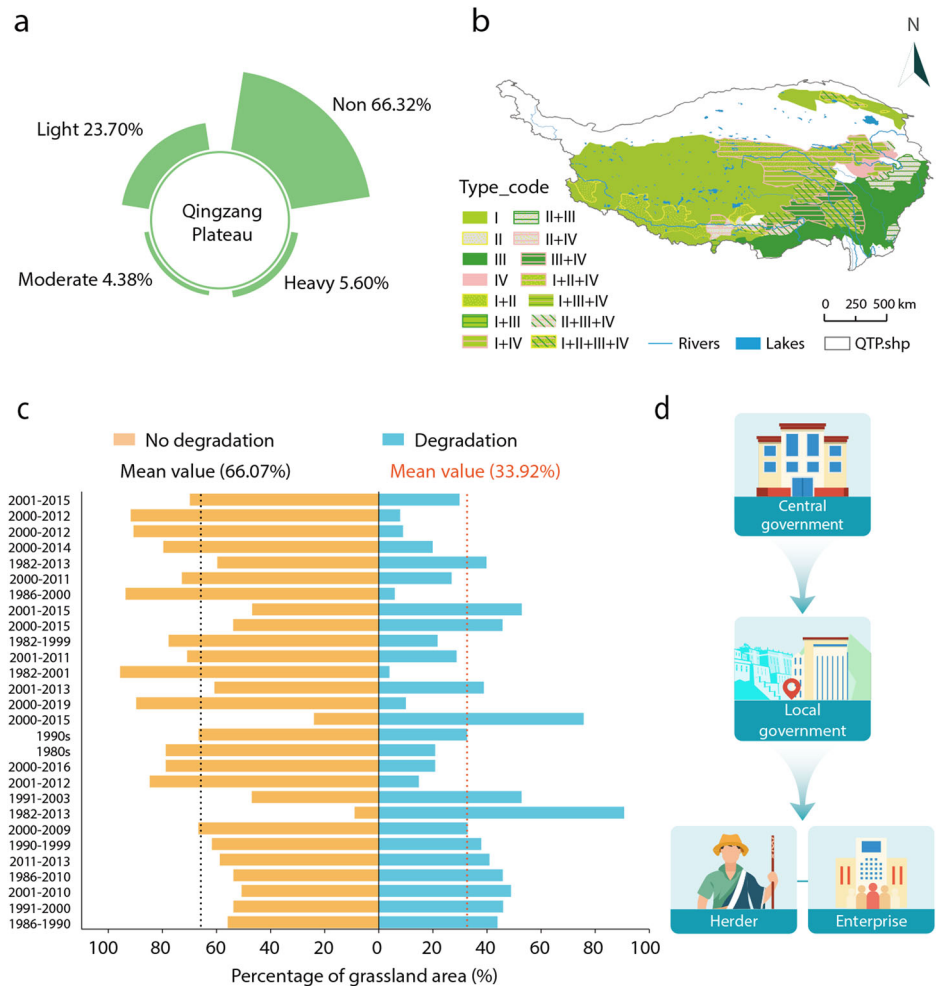 a
Non 66.32%
Light 23.70%
Qingzang
Plateau
Moderate 4.38%
Heavy 5.60%
b
N
Type_code
I
II+III
II
II+IV
III
III+IV
IV
I+II+IV
I+II
I+III+IV
I+III
II+III+IV
I+IV
I+II+III+IV
Rivers
Lakes
QTP.shp
0 250 500 km
c
No degradation
Degradation
Mean value (66.07%)
Mean value (33.92%)
2001-2015
2000-2012
2000-2012
2000-2014
1982-2013
2000-2011
1986-2000
2001-2015
2000-2015
1982-1999
2001-2011
1982-2001
2001-2013
2000-2019
2000-2015
1990s
1980s
2000-2016
2001-2012
1991-2003
1982-2013
2000-2009
1990-1999
2011-2013
1986-2010
2001-2010
1991-2000
1986-1990
100 80 60 40 20 0 20 40 60 80 100
Percentage of grassland area (%)
d
Central
government
Local
government
Herder
Enterprise